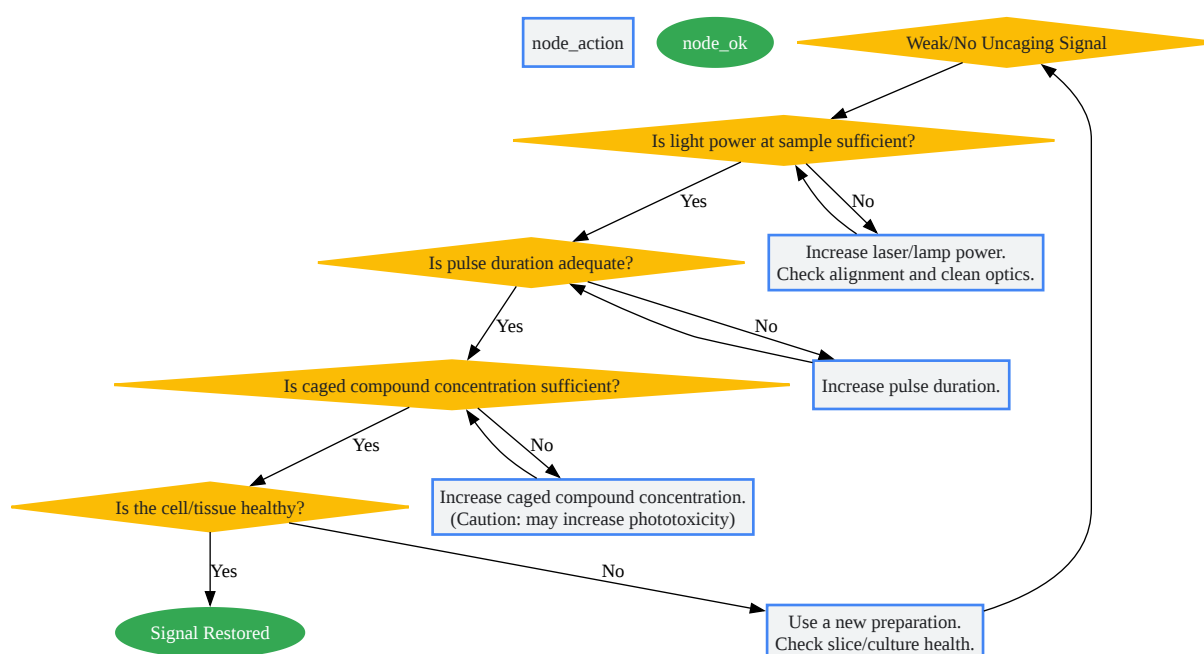 node_action
node_ok
Weak/No Uncaging Signal
Is light power at sample sufficient?
Yes
No
Increase laser/lamp power.
Check alignment and clean optics.
Is pulse duration adequate?
Yes
No
Increase pulse duration.
Is caged compound concentration sufficient?
Yes
No
Increase caged compound concentration.
(Caution: may increase phototoxicity)
Is the cell/tissue healthy?
Yes
No
Signal Restored
Use a new preparation.
Check slice/culture health.